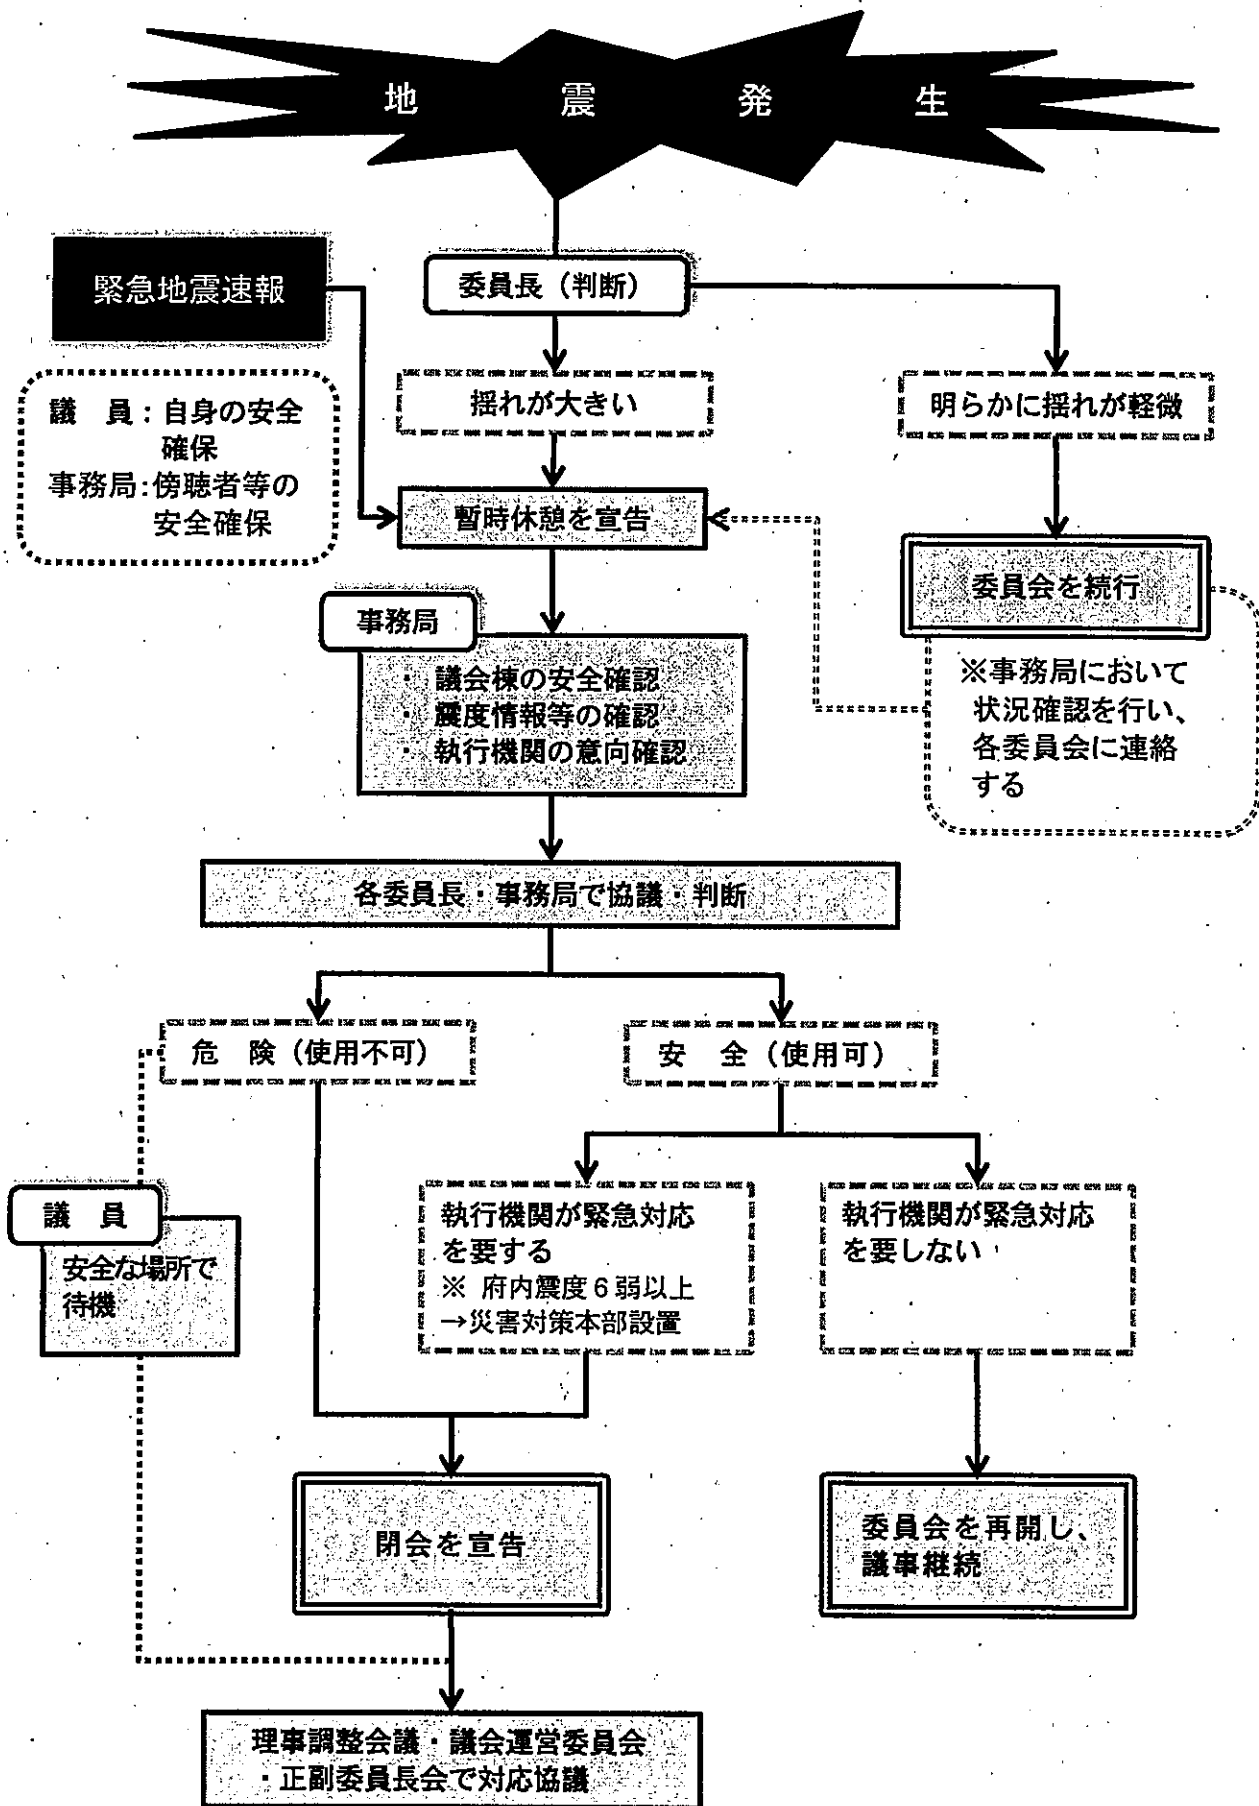 地震発生
緊急地震速報
委員長（判断）
揺れが大きい
明らかに揺れが軽微
議　員：自身の安全
確保
事務局：傍聴者等の
安全確保
暫時休憩を宣告
委員会を続行
※事務局において
状況確認を行い、
各委員会に連絡
する
事務局
・議会棟の安全確認
・震度情報等の確認
・執行機関の意向確認
各委員長・事務局で協議・判断
危　険（使用不可）
安　全（使用可）
議　員
安全な場所で
待機
執行機関が緊急対応
を要する
※ 府内震度６弱以上
→災害対策本部設置
執行機関が緊急対応
を要しない
閉会を宣告
委員会を再開し、
議事継続
理事調整会議・議会運営委員会
・正副委員長会で対応協議